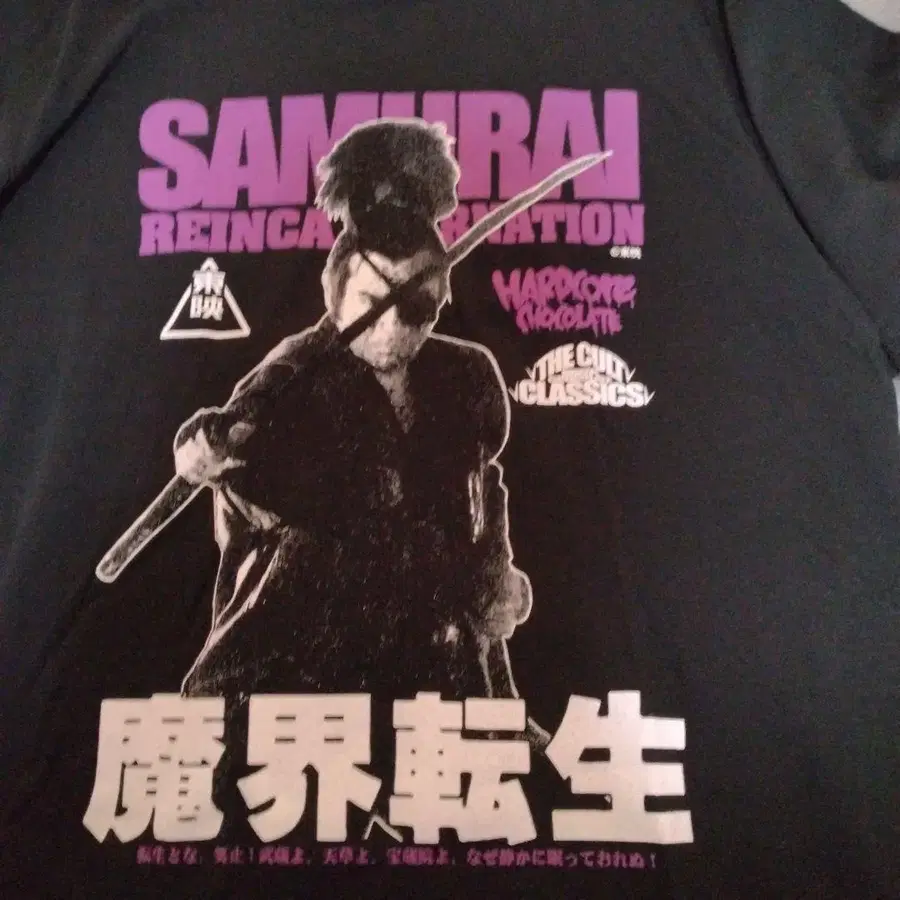 SAMURAI
REINCARNATION
©東映
東映
HARDCORE
CHOCOLATE
THE CULT
CLASSICS
魔界転生
転生とな、笑止!武蔵よ、天草よ、宝蔵院よ、なぜ静かに眠っておれぬ!